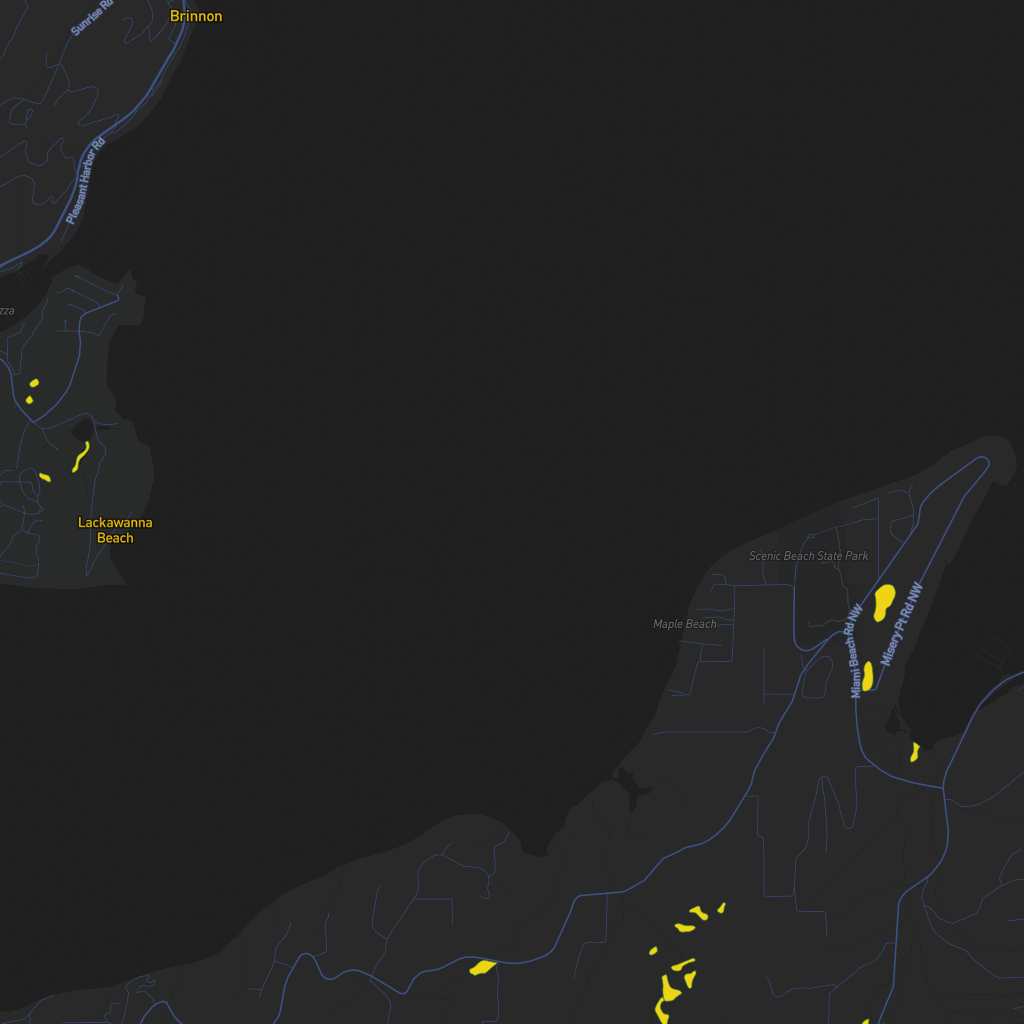 Sunrise Rd
Brinnon
Pleasant Harbor Rd
zza
Lackawanna
Beach
Scenic Beach State Park
Maple Beach
Miami Beach Rd NW
Misery Pt Rd NW